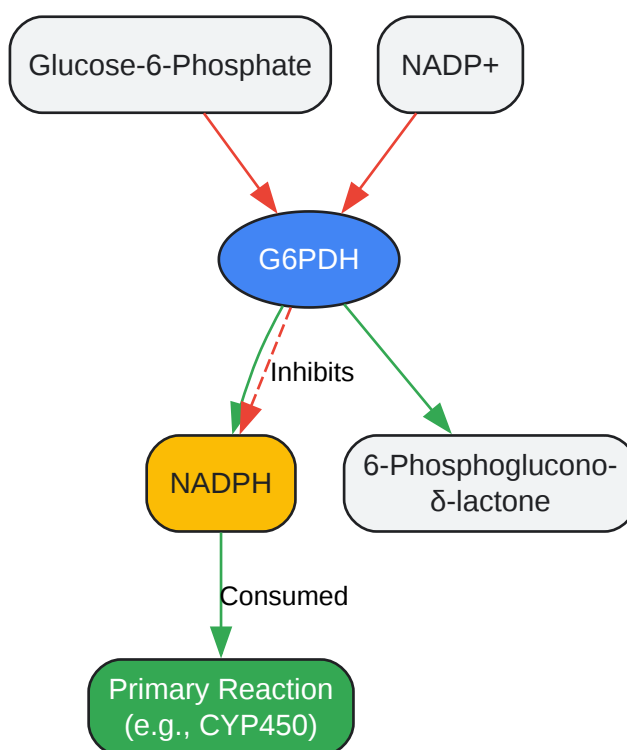 Glucose-6-Phosphate
NADP+
G6PDH
Inhibits
NADPH
6-Phosphoglucono-
δ-lactone
Consumed
Primary Reaction
(e.g., CYP450)